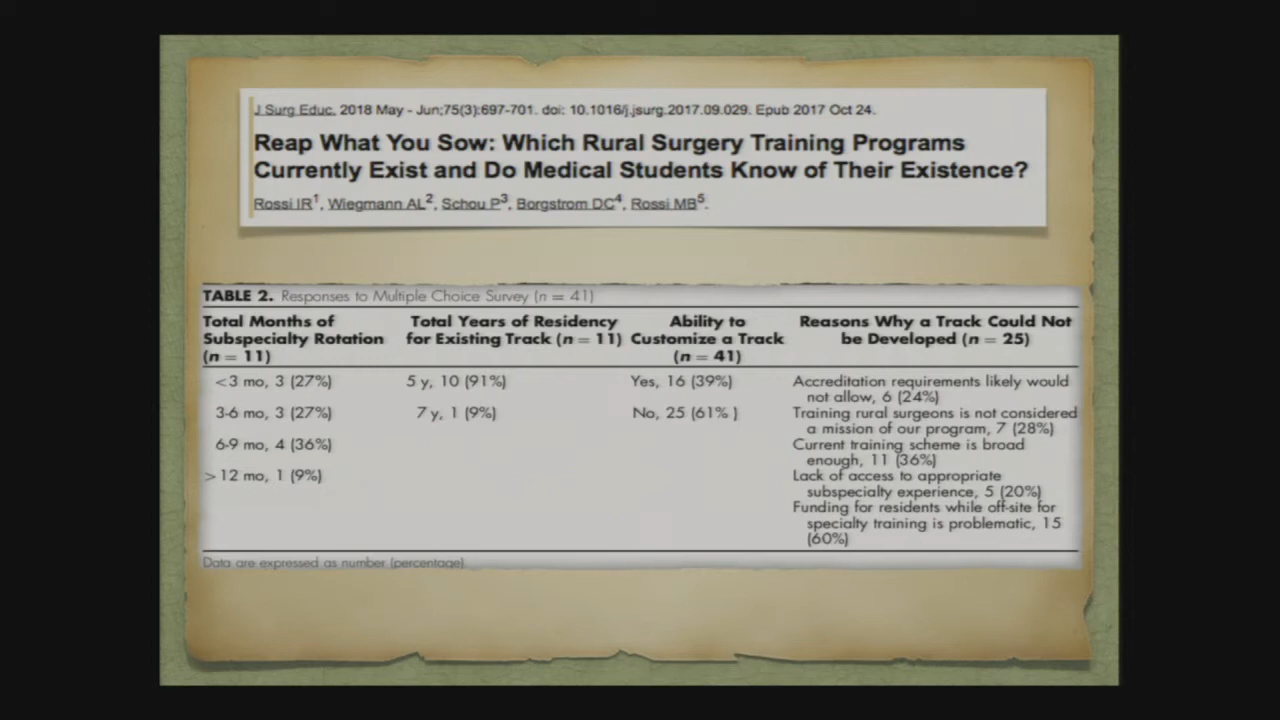 J Surg Educ. 2018 May - Jun;75(3):697-701. doi: 10.1016/j.jsurg.2017.09.029. Epub 2017 Oct 24.
Reap What You Sow: Which Rural Surgery Training Programs
Currently Exist and Do Medical Students Know of Their Existence?
Rossi IR1, Wiegmann AL2, Schou P3, Borgstrom DC4, Rossi MB5.
TABLE 2. Responses to Multiple Choice Survey (n = 41)
Total Months of
Subspecialty Rotation
(n = 11)
Total Years of Residency
for Existing Track (n = 11)
Ability to
Customize a Track
(n = 41)
Reasons Why a Track Could Not
be Developed (n = 25)
<3 mo, 3 (27%)
5 y, 10 (91%)
Yes, 16 (39%)
Accreditation requirements likely would
not allow, 6 (24%)
3-6 mo, 3 (27%)
7 y, 1 (9%)
No, 25 (61% )
Training rural surgeons is not considered
a mission of our program, 7 (28%)
6-9 mo, 4 (36%)
Current training scheme is broad
enough, 11 (36%)
>12 mo, 1 (9%)
Lack of access to appropriate
subspecialty experience, 5 (20%)
Funding for residents while off-site for
specialty training is problematic, 15
(60%)
Data are expressed as number (percentage).